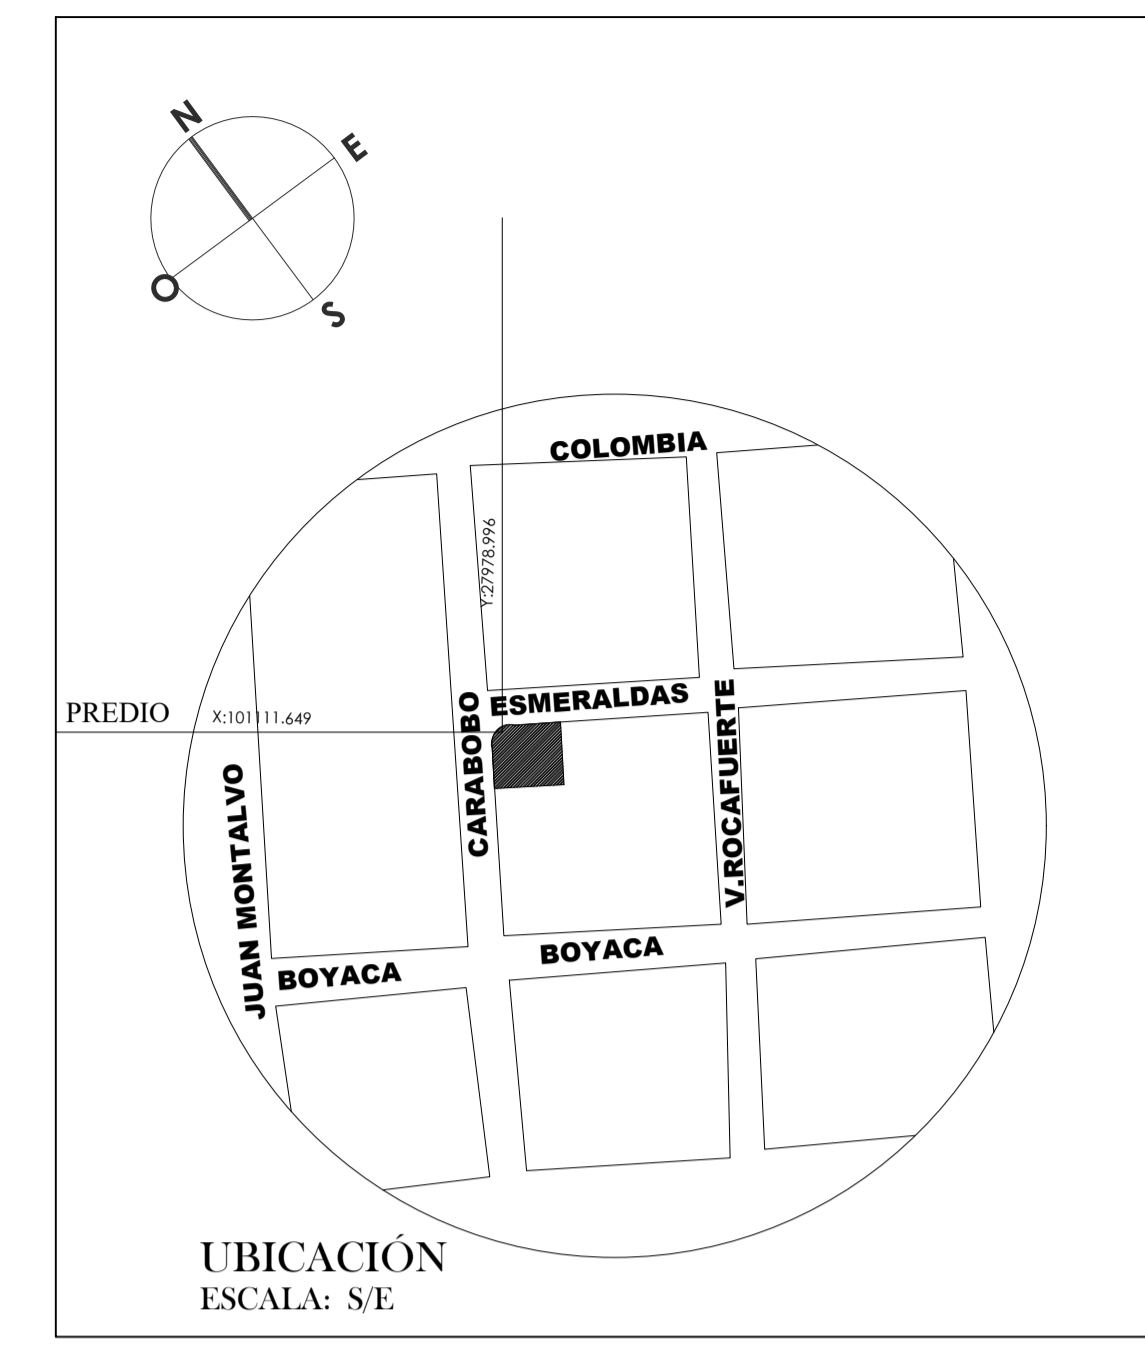 N
E
O
S
COLOMBIA
Y:27978.996
ESMERALDAS
PREDIO
X:101111.649
CARABOBO
V.ROCAFUERTE
JUAN MONTALVO
BOYACA
BOYACA
UBICACIÓN
ESCALA: S/E